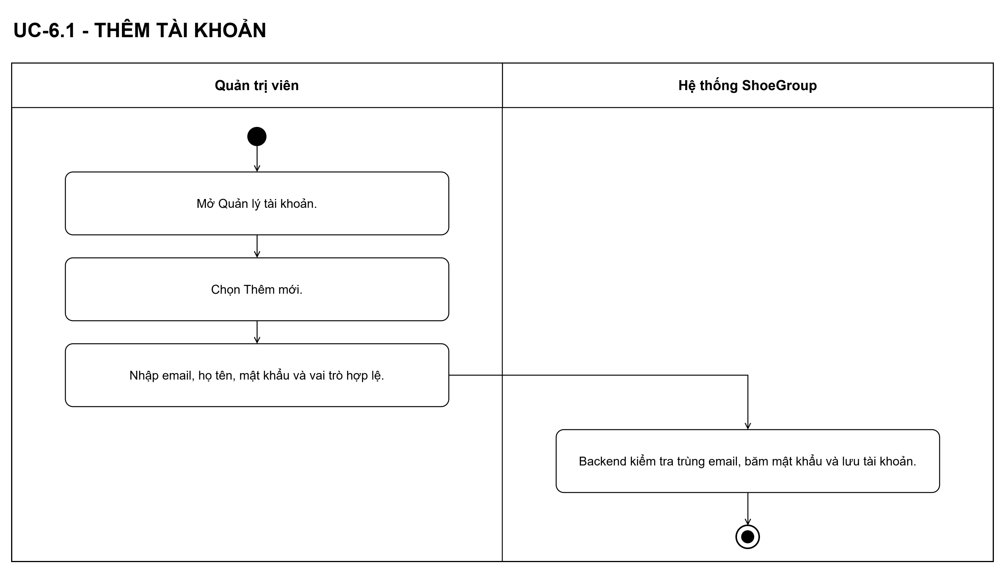 UC-6.1 - THÊM TÀI KHOẢN
Quản trị viên
Hệ thống ShoeGroup
Mở Quản lý tài khoản.
Chọn Thêm mới.
Nhập email, họ tên, mật khẩu và vai trò hợp lệ.
Backend kiểm tra trùng email, băm mật khẩu và lưu tài khoản.